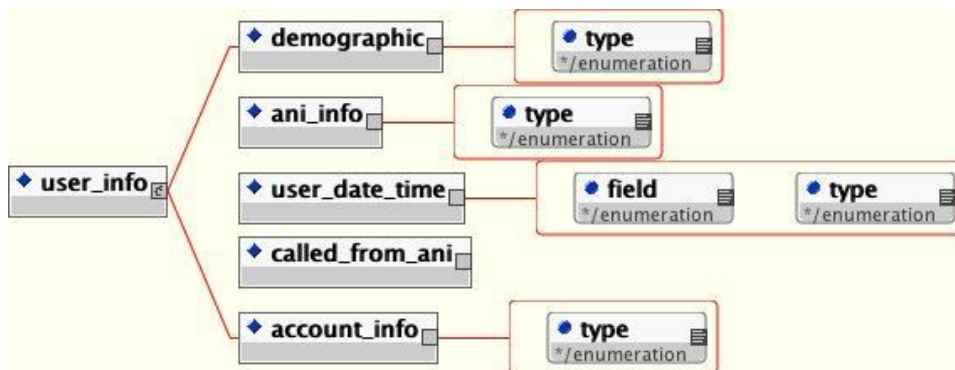 demographic
type
*/enumeration
ani_info
type
*/enumeration
user_info
user_date_time
field
type
*/enumeration
*/enumeration
called_from_ani
account_info
type
*/enumeration